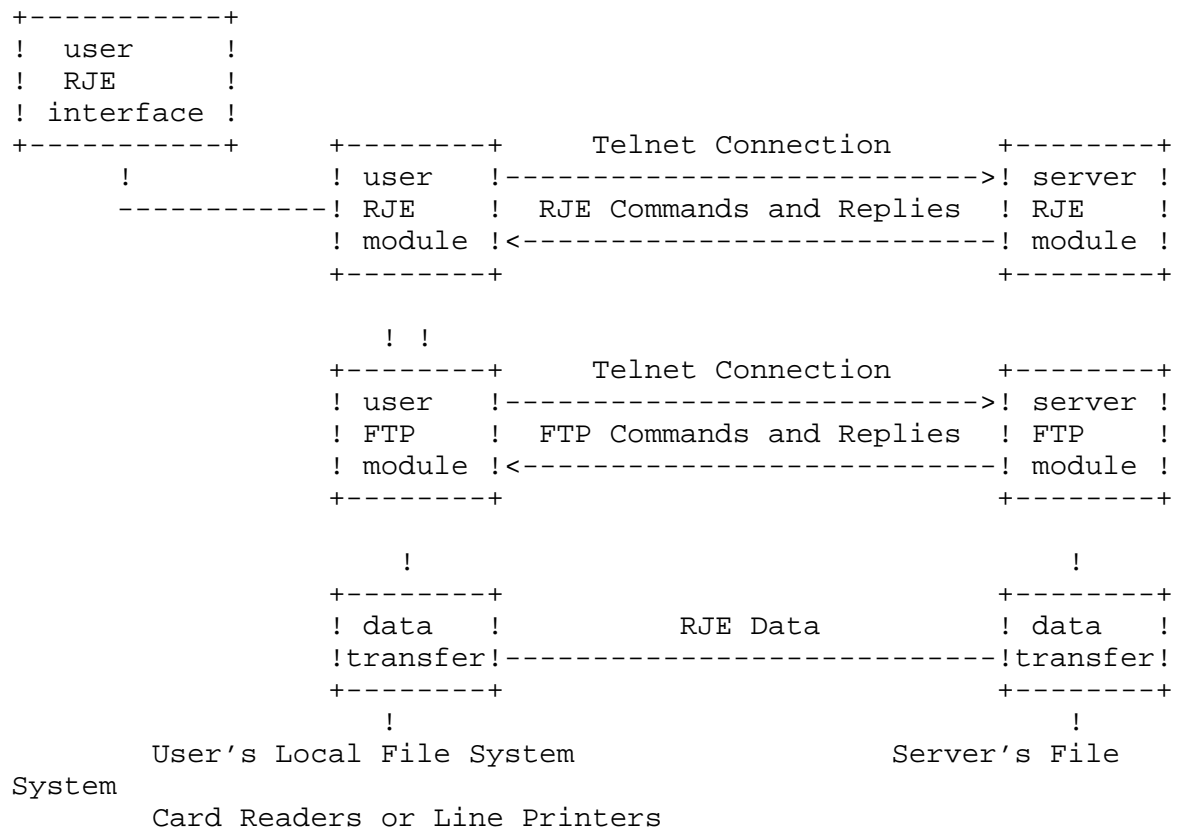 +-----------+
!  user     !
!  RJE      !
! interface !
+-----------+     +--------+     Telnet Connection      +--------+
      !           ! user   !--------------------------->! server !
      ------------! RJE    !  RJE Commands and Replies  ! RJE    !
                  ! module !<---------------------------! module !
                  +--------+                            +--------+
                     ! !
                  +--------+     Telnet Connection      +--------+
                  ! user   !--------------------------->! server !
                  ! FTP    !  FTP Commands and Replies  ! FTP    !
                  ! module !<---------------------------! module !
                  +--------+                            +--------+
                      !                                     !
                  +--------+                            +--------+
                  ! data   !          RJE Data          ! data   !
                  !transfer!----------------------------!transfer!
                  +--------+                            +--------+
                     !                                      !
        User's Local File System                  Server's File
System
        Card Readers or Line Printers